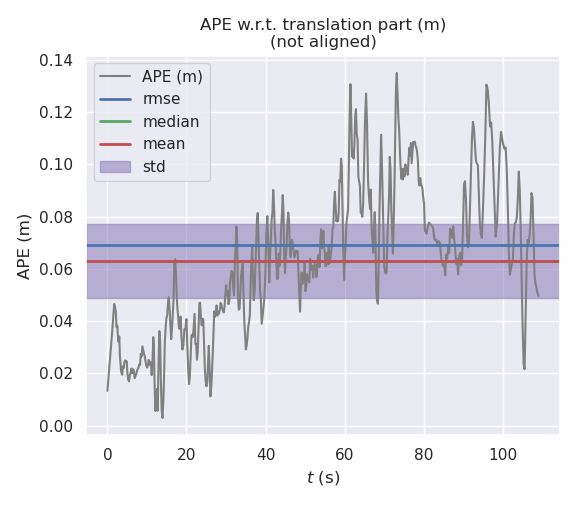 APE w.r.t. translation part (m)
(not aligned)
APE (m)
rmse
median
mean
std
APE (m)
0.14
0.12
0.10
0.08
0.06
0.04
0.02
0.00
0 20 40 60 80 100
t (s)